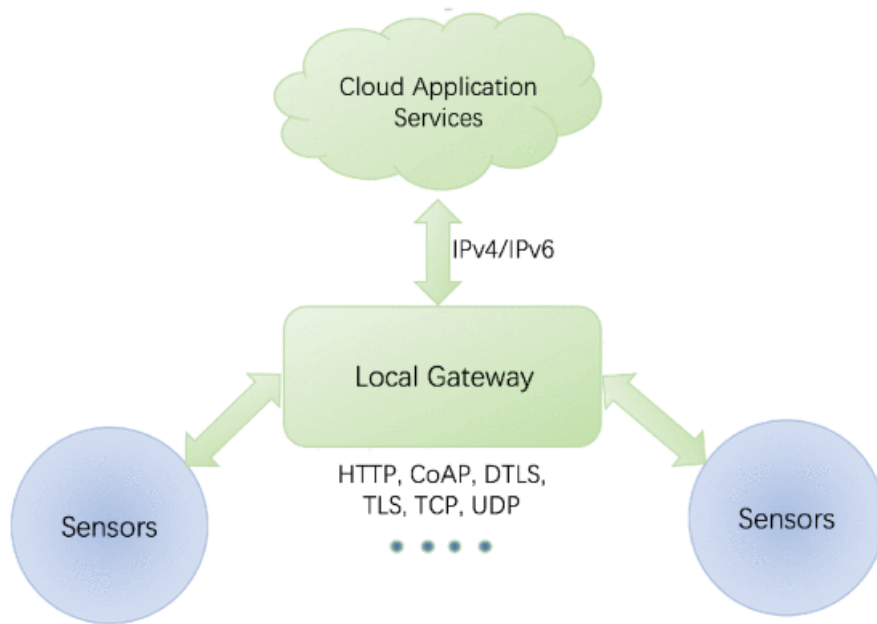 Cloud Application
Services
IPv4/IPv6
Local Gateway
HTTP, CoAP, DTLS,
TLS, TCP, UDP
Sensors
Sensors